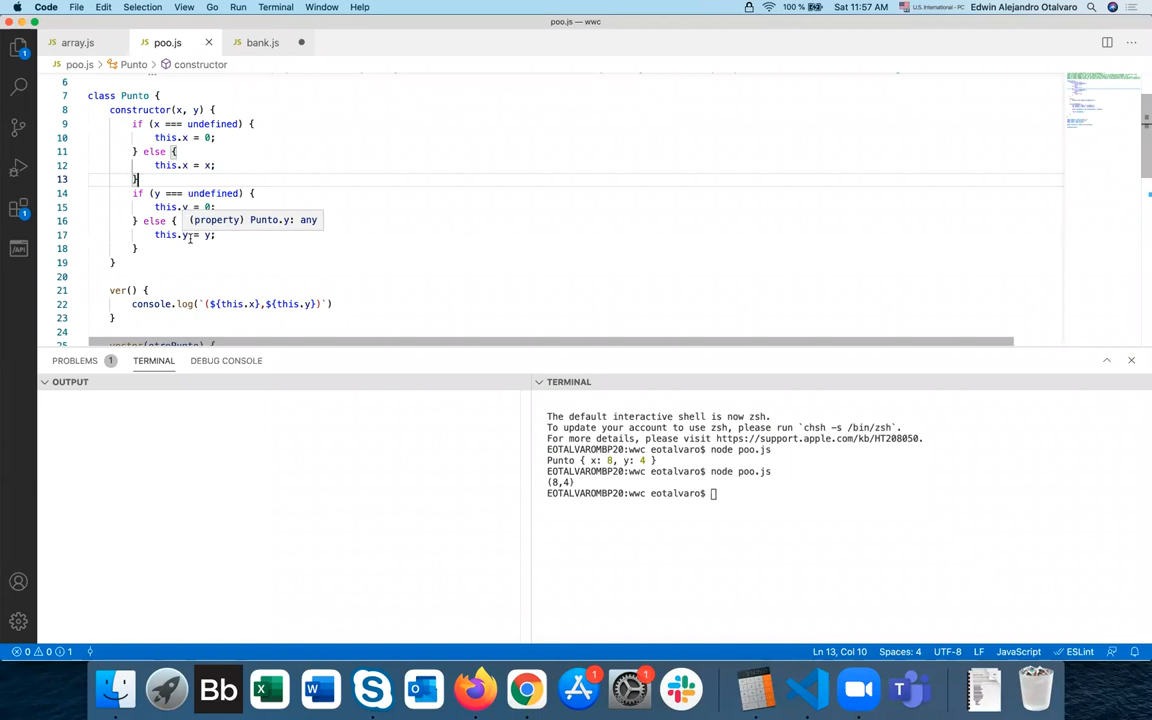 Code File Edit Selection View Go Run Terminal Window Help 100 % Sat 11:57 AM U.S. International - PC Edwin Alejandro Otalvaro
poo.js — wwc
array.js poo.js bank.js
poo.js > Punto > constructor
6
7 class Punto {
8 constructor(x, y) {
9 if (x === undefined) {
10 this.x = 0;
11 } else {
12 this.x = x;
13 }
14 if (y === undefined) {
15 this.y = 0;
16 } else {
(property) Punto.y: any
17 this.y = y;
18 }
19 }
20
21 ver() {
22 console.log(`(${this.x},${this.y})`)
23 }
24
25 vector(otroPunto) {
PROBLEMS 1 TERMINAL DEBUG CONSOLE
OUTPUT
TERMINAL
The default interactive shell is now zsh.
To update your account to use zsh, please run `chsh -s /bin/zsh`.
For more details, please visit https://support.apple.com/kb/HT208050.
EOTALVAROMBP20:wwc eotalvaro$ node poo.js
Punto { x: 8, y: 4 }
EOTALVAROMBP20:wwc eotalvaro$ node poo.js
(8,4)
EOTALVAROMBP20:wwc eotalvaro$
0 0 1 Ln 13, Col 10 Spaces: 4 UTF-8 LF JavaScript ESLint
Bb